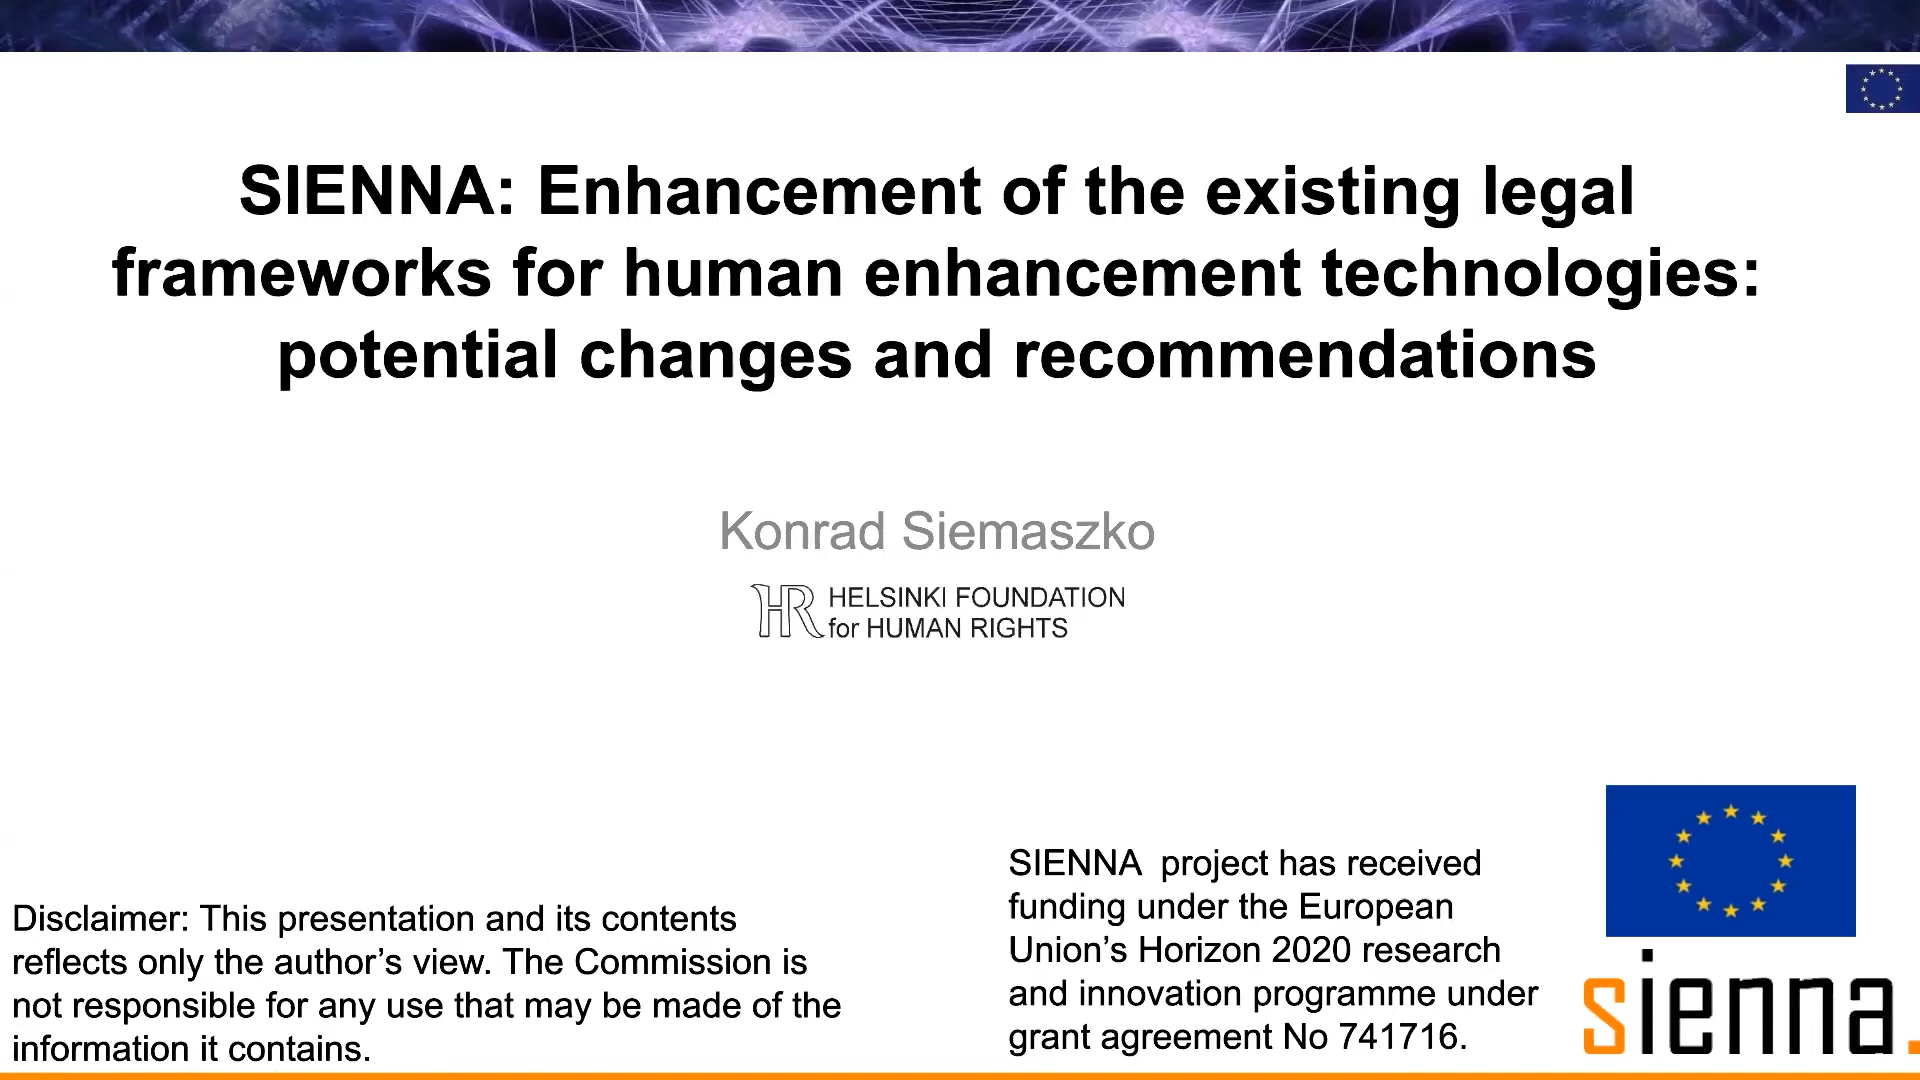 SIENNA: Enhancement of the existing legal
frameworks for human enhancement technologies:
potential changes and recommendations
Konrad Siemaszko
HR HELSINKI FOUNDATION
for HUMAN RIGHTS
Disclaimer: This presentation and its contents
reflects only the author’s view. The Commission is
not responsible for any use that may be made of the
information it contains.
SIENNA project has received
funding under the European
Union’s Horizon 2020 research
and innovation programme under
grant agreement No 741716.
sienna.